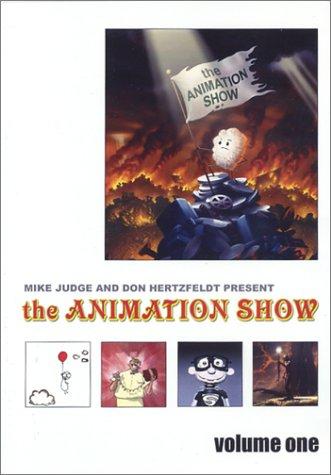 the
ANIMATION
SHOW
MIKE JUDGE AND DON HERTZFELDT PRESENT
the ANIMATION SHOW
volume one